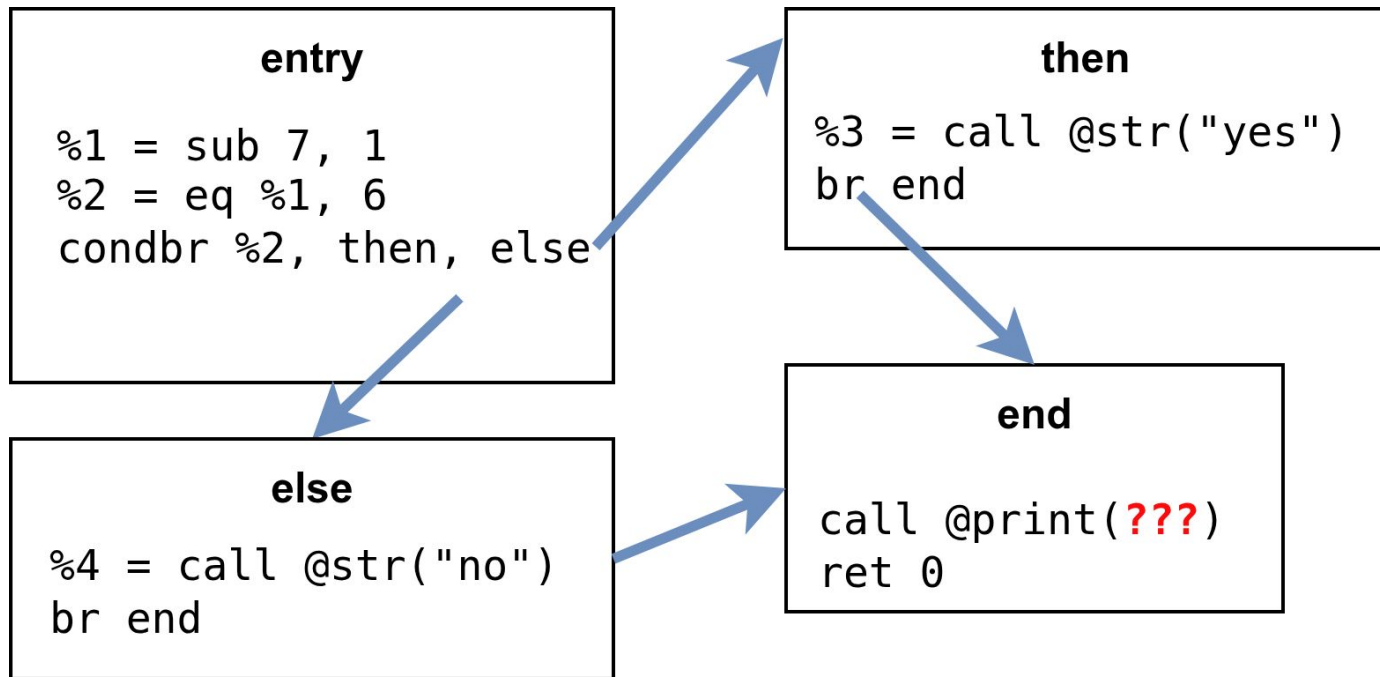 entry
%1 = sub 7, 1
%2 = eq %1, 6
condbr %2, then, else
then
%3 = call @str("yes")
br end
else
%4 = call @str("no")
br end
end
call @print(???)
ret 0